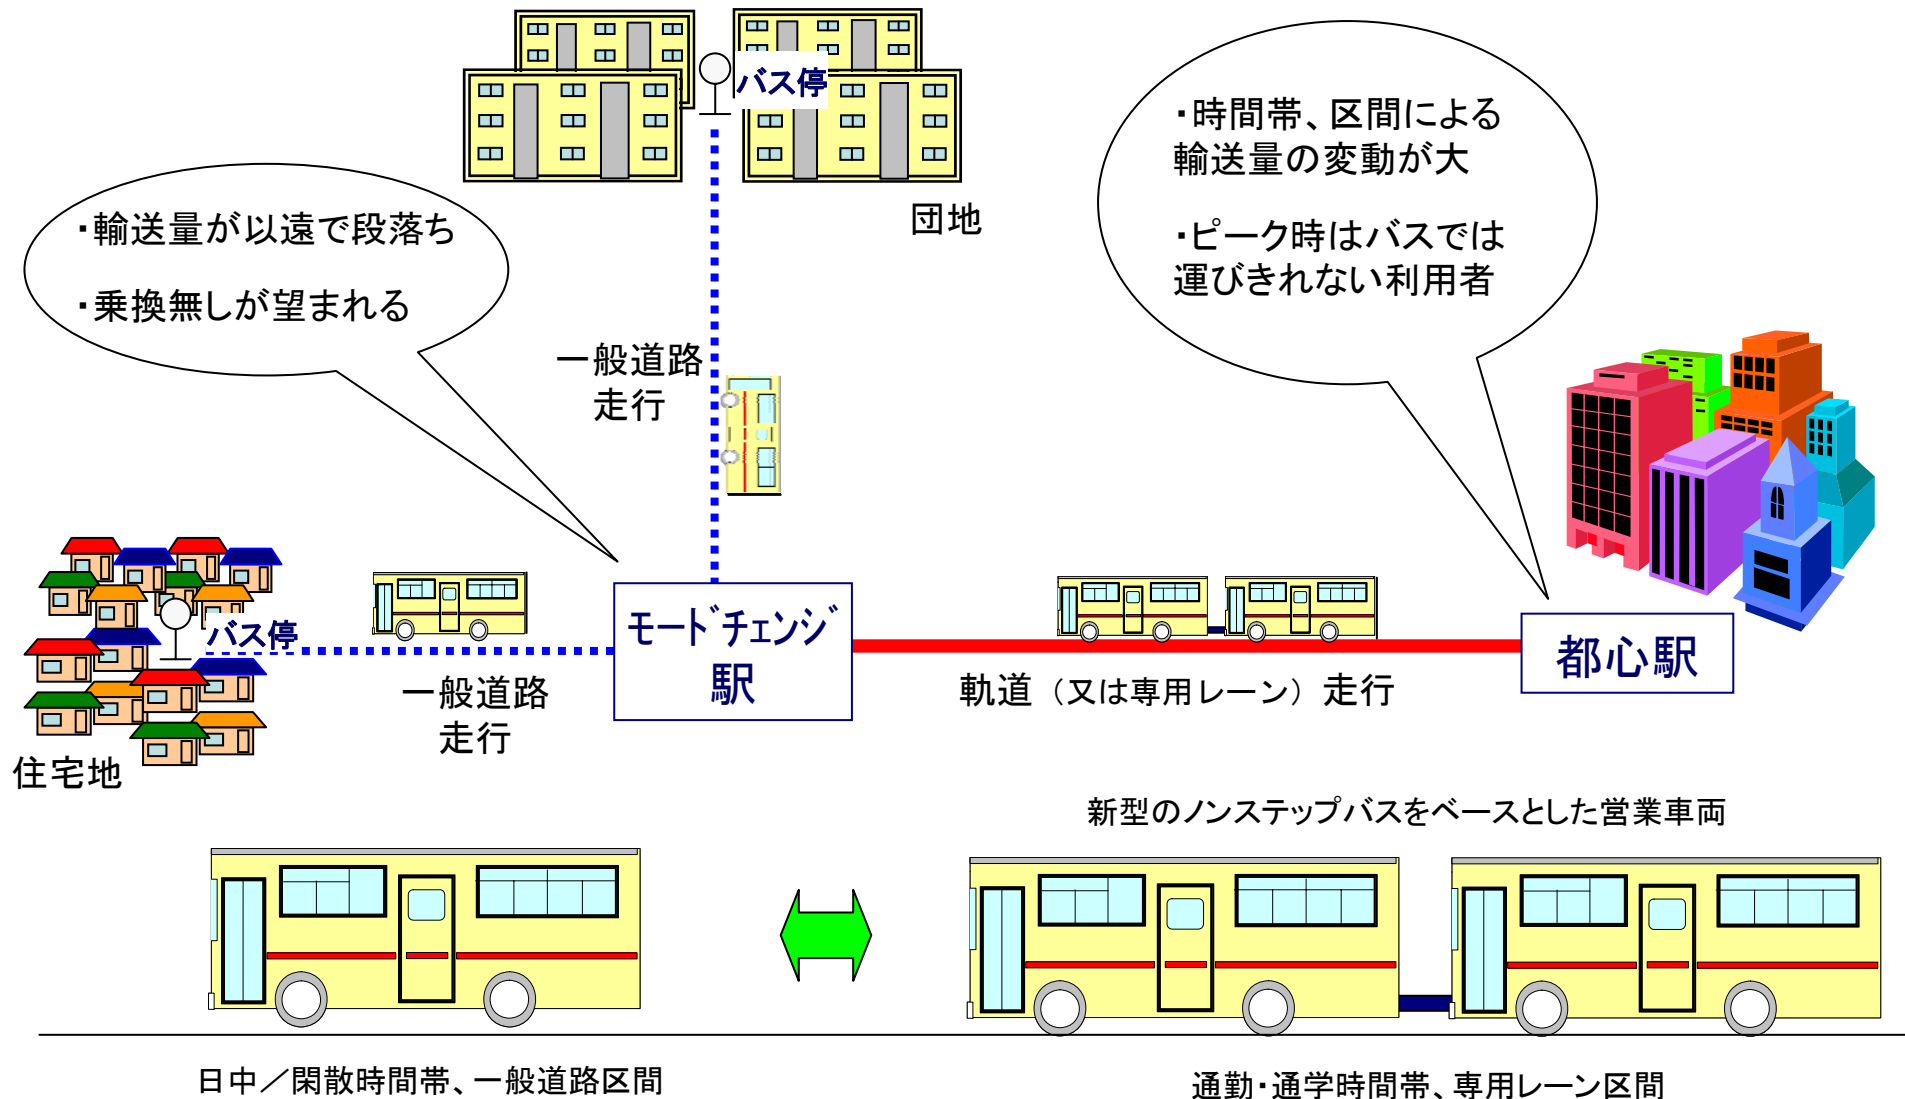 バス停
団地
・時間帯、区間による
輸送量の変動が大
・ピーク時はバスでは
運びきれない利用者
・輸送量が以遠で段落ち
・乗換無しが望まれる
一般道路
走行
バス停
住宅地
一般道路
走行
モードチェンジ
駅
軌道（又は専用レーン）走行
都心駅
新型のノンステップバスをベースとした営業車両
日中／閑散時間帯、一般道路区間
通勤・通学時間帯、専用レーン区間